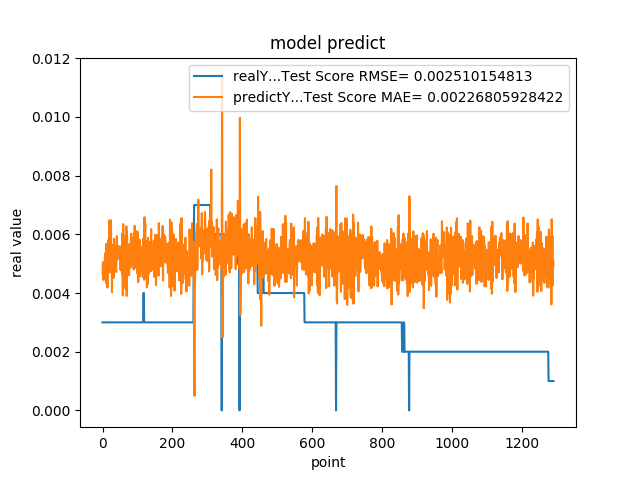 model predict
realY...Test Score RMSE= 0.002510154813
predictY...Test Score MAE= 0.00226805928422
real value
0.012
0.010
0.008
0.006
0.004
0.002
0.000
0 200 400 600 800 1000 1200
point